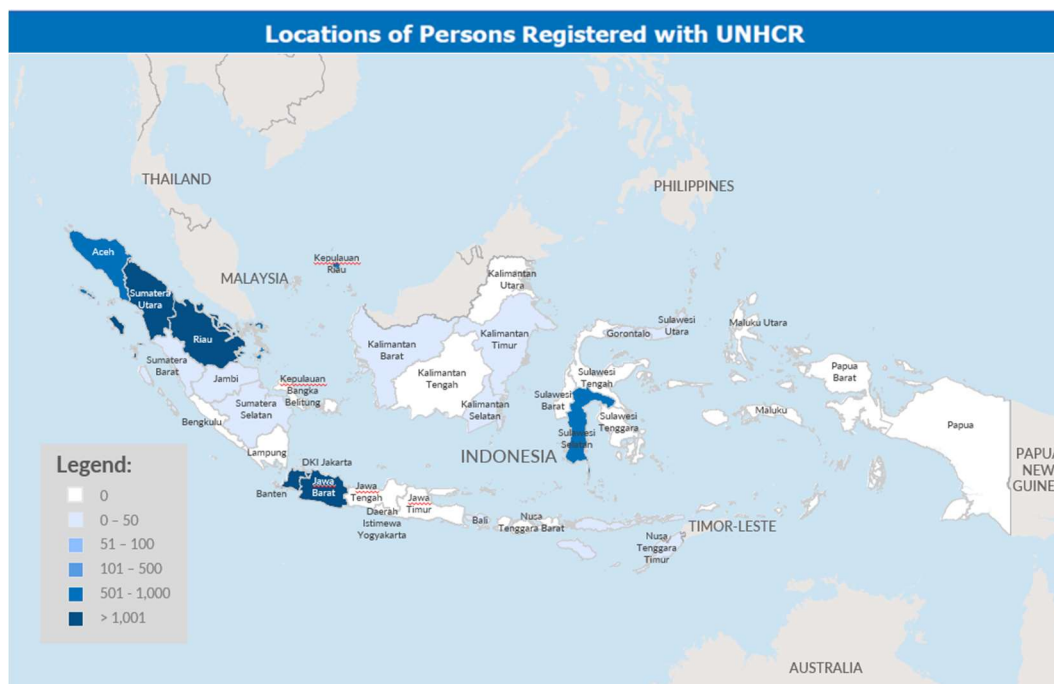 Locations of Persons Registered with UNHCR
THAILAND
PHILIPPINES
MALAYSIA
Aceh
Sumatera
Utara
Riau
Kepulauan
Riau
Kalimantan
Utara
Kalimantan
Barat
Kalimantan
Timur
Kalimantan
Tengah
Kalimantan
Selatan
Sulawesi
Utara
Gorontalo
Maluku Utara
Sumatera
Barat
Jambi
Kepulauan
Bangka
Belitung
Sumatera
Selatan
Bengkulu
Lampung
Sulawesi
Tengah
Sulawesi
Barat
Sulawesi
Tenggara
Sulawesi
Selatan
Papua
Barat
Maluku
Papua
INDONESIA
PAPUA
NEW
GUINE
DKI Jakarta
Banten
Jawa
Barat
Jawa
Tengah
Jawa
Timur
Daerah
Istimewa
Yogyakarta
Bali
Nusa
Tenggara Barat
Nusa
Tenggara
Timur
TIMOR-LESTE
AUSTRALIA
Legend:
0
0 – 50
51 – 100
101 – 500
501 - 1,000
> 1,001